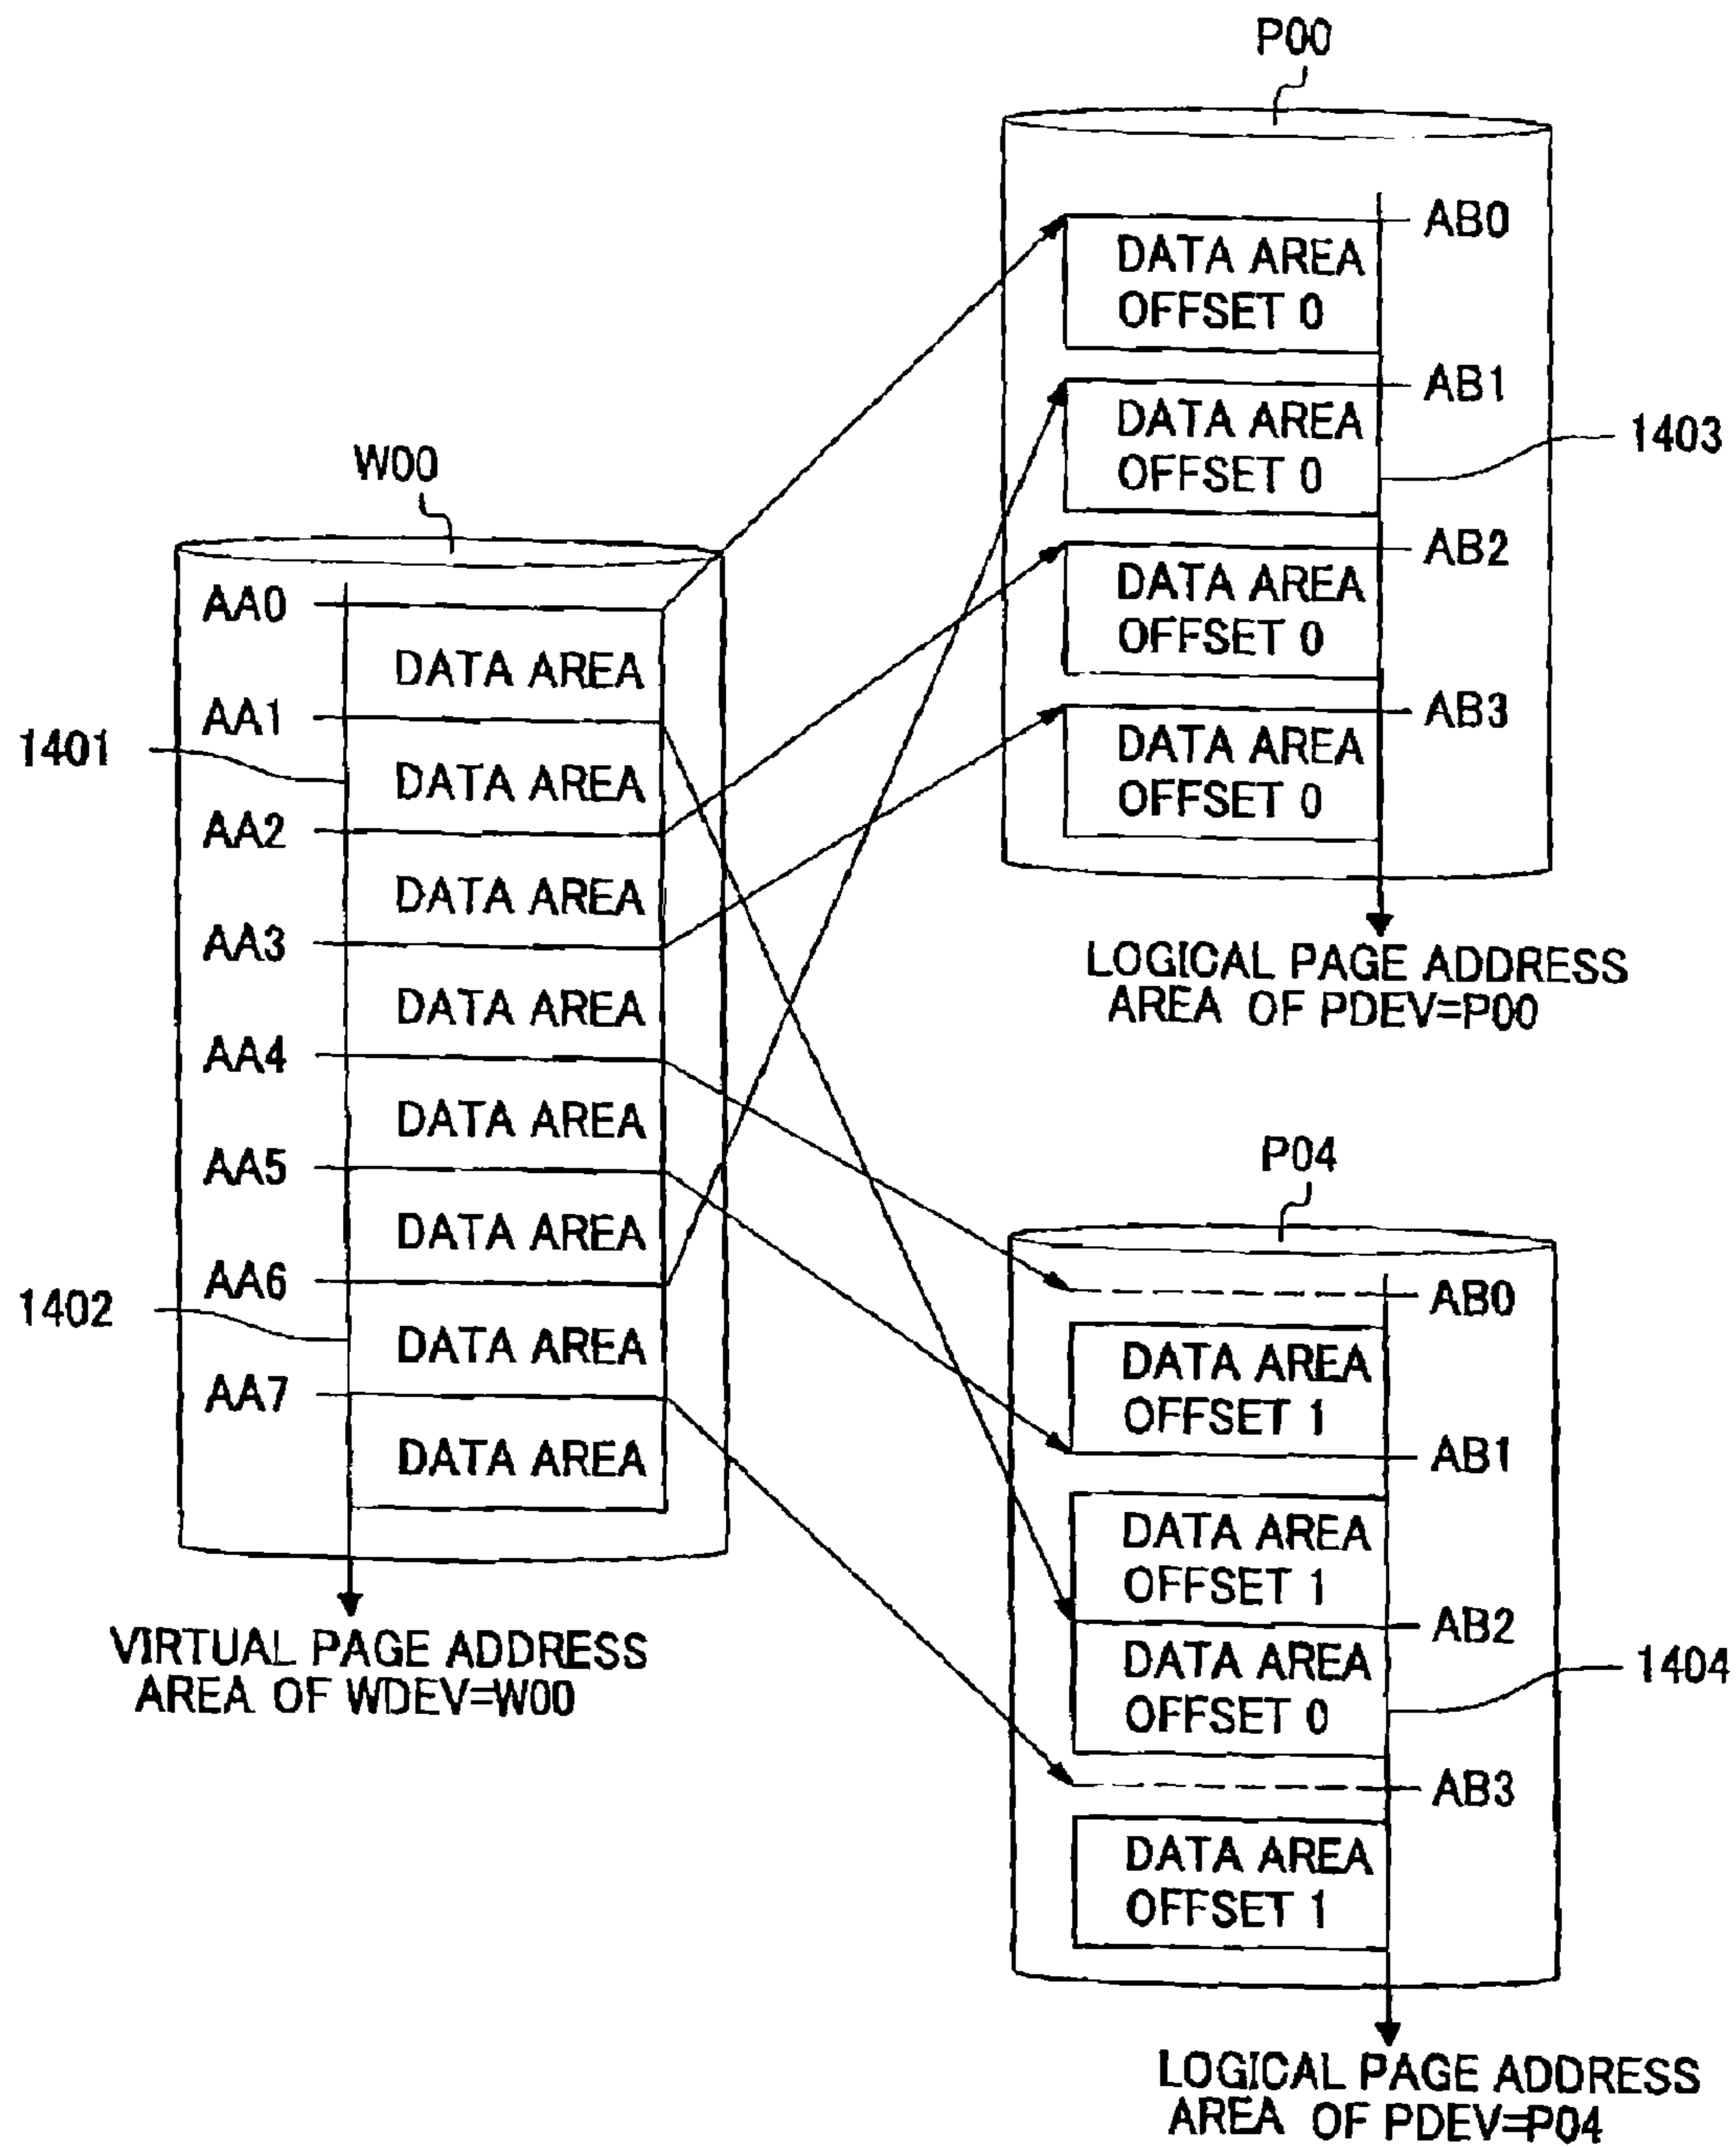 P00
AB0
DATA AREA
OFFSET 0
AB1
DATA AREA
OFFSET 0
1403
AB2
DATA AREA
OFFSET 0
AB3
DATA AREA
OFFSET 0
LOGICAL PAGE ADDRESS
AREA OF PDEV=P00
W00
AA0
DATA AREA
AA1
1401
DATA AREA
AA2
DATA AREA
AA3
DATA AREA
AA4
DATA AREA
AA5
DATA AREA
AA6
1402
DATA AREA
AA7
DATA AREA
VIRTUAL PAGE ADDRESS
AREA OF WDEV=W00
P04
AB0
DATA AREA
OFFSET 1
AB1
DATA AREA
OFFSET 1
AB2
DATA AREA
OFFSET 0
1404
AB3
DATA AREA
OFFSET 1
LOGICAL PAGE ADDRESS
AREA OF PDEV=P04